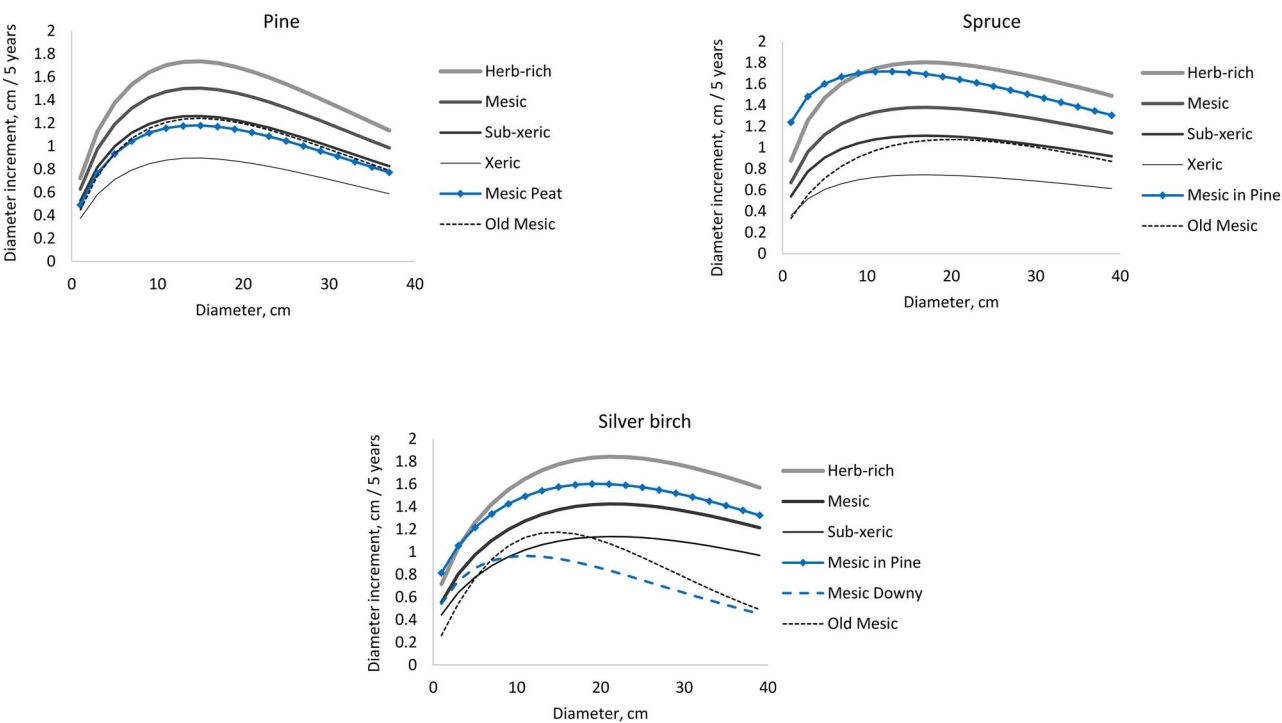 Pine
Diameter increment, cm / 5 years
2
1.8
1.6
1.4
1.2
1
0.8
0.6
0.4
0.2
0
0 10 20 30 40
Diameter, cm
Herb-rich
Mesic
Sub-xeric
Xeric
Mesic Peat
Old Mesic
Spruce
Diameter increment, cm / 5 years
2
1.8
1.6
1.4
1.2
1
0.8
0.6
0.4
0.2
0
0 10 20 30 40
Diameter, cm
Herb-rich
Mesic
Sub-xeric
Xeric
Mesic in Pine
Old Mesic
Silver birch
Diameter increment, cm / 5 years
2
1.8
1.6
1.4
1.2
1
0.8
0.6
0.4
0.2
0
0 10 20 30 40
Diameter, cm
Herb-rich
Mesic
Sub-xeric
Mesic in Pine
Mesic Downy
Old Mesic